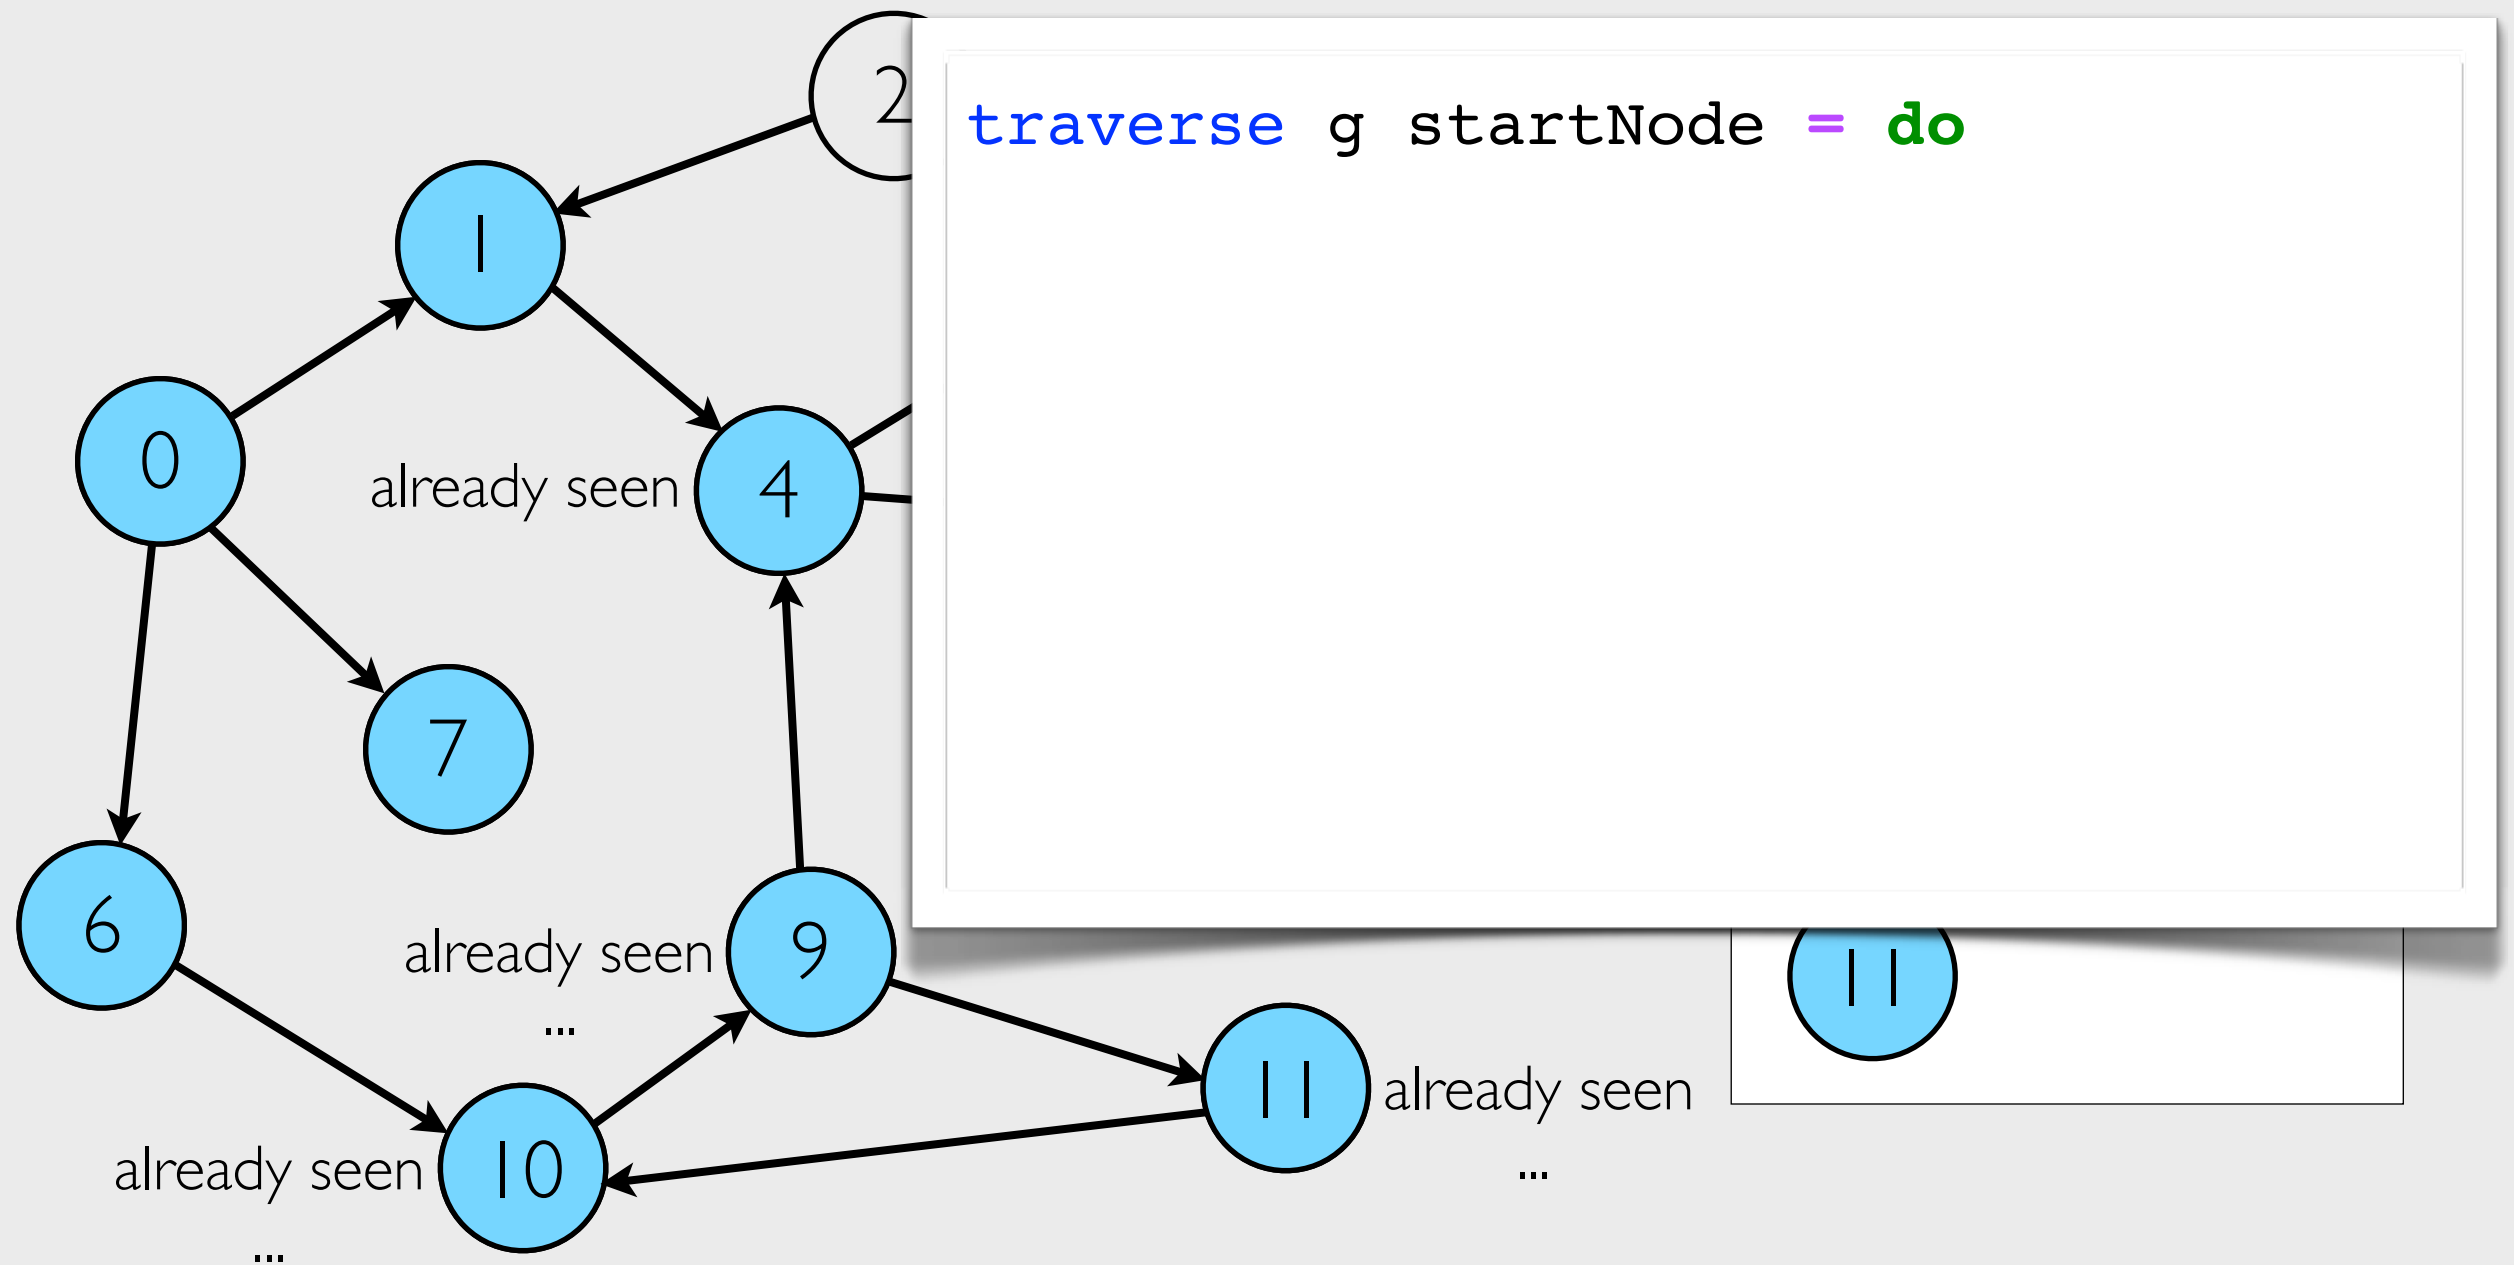 2
traverse g startNode = do
1
0
already seen
4
7
6
already seen
9
...
11
11
already seen
...
already seen
10
...